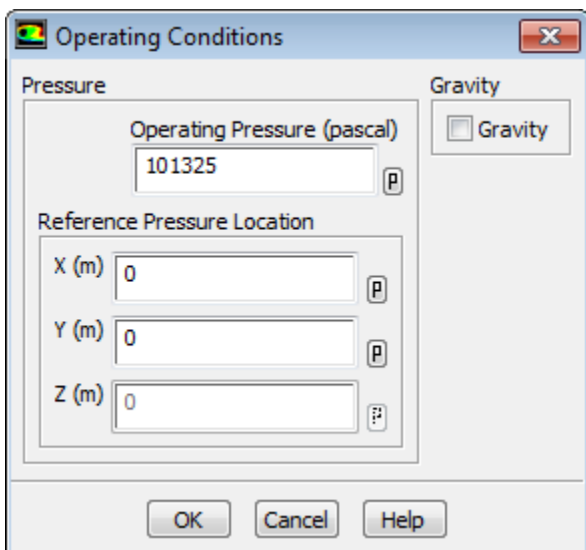 Operating Conditions
Pressure
Gravity
Operating Pressure (pascal)
Gravity
101325
P
Reference Pressure Location
X (m)
0
P
Y (m)
0
P
Z (m)
0
P
OK
Cancel
Help